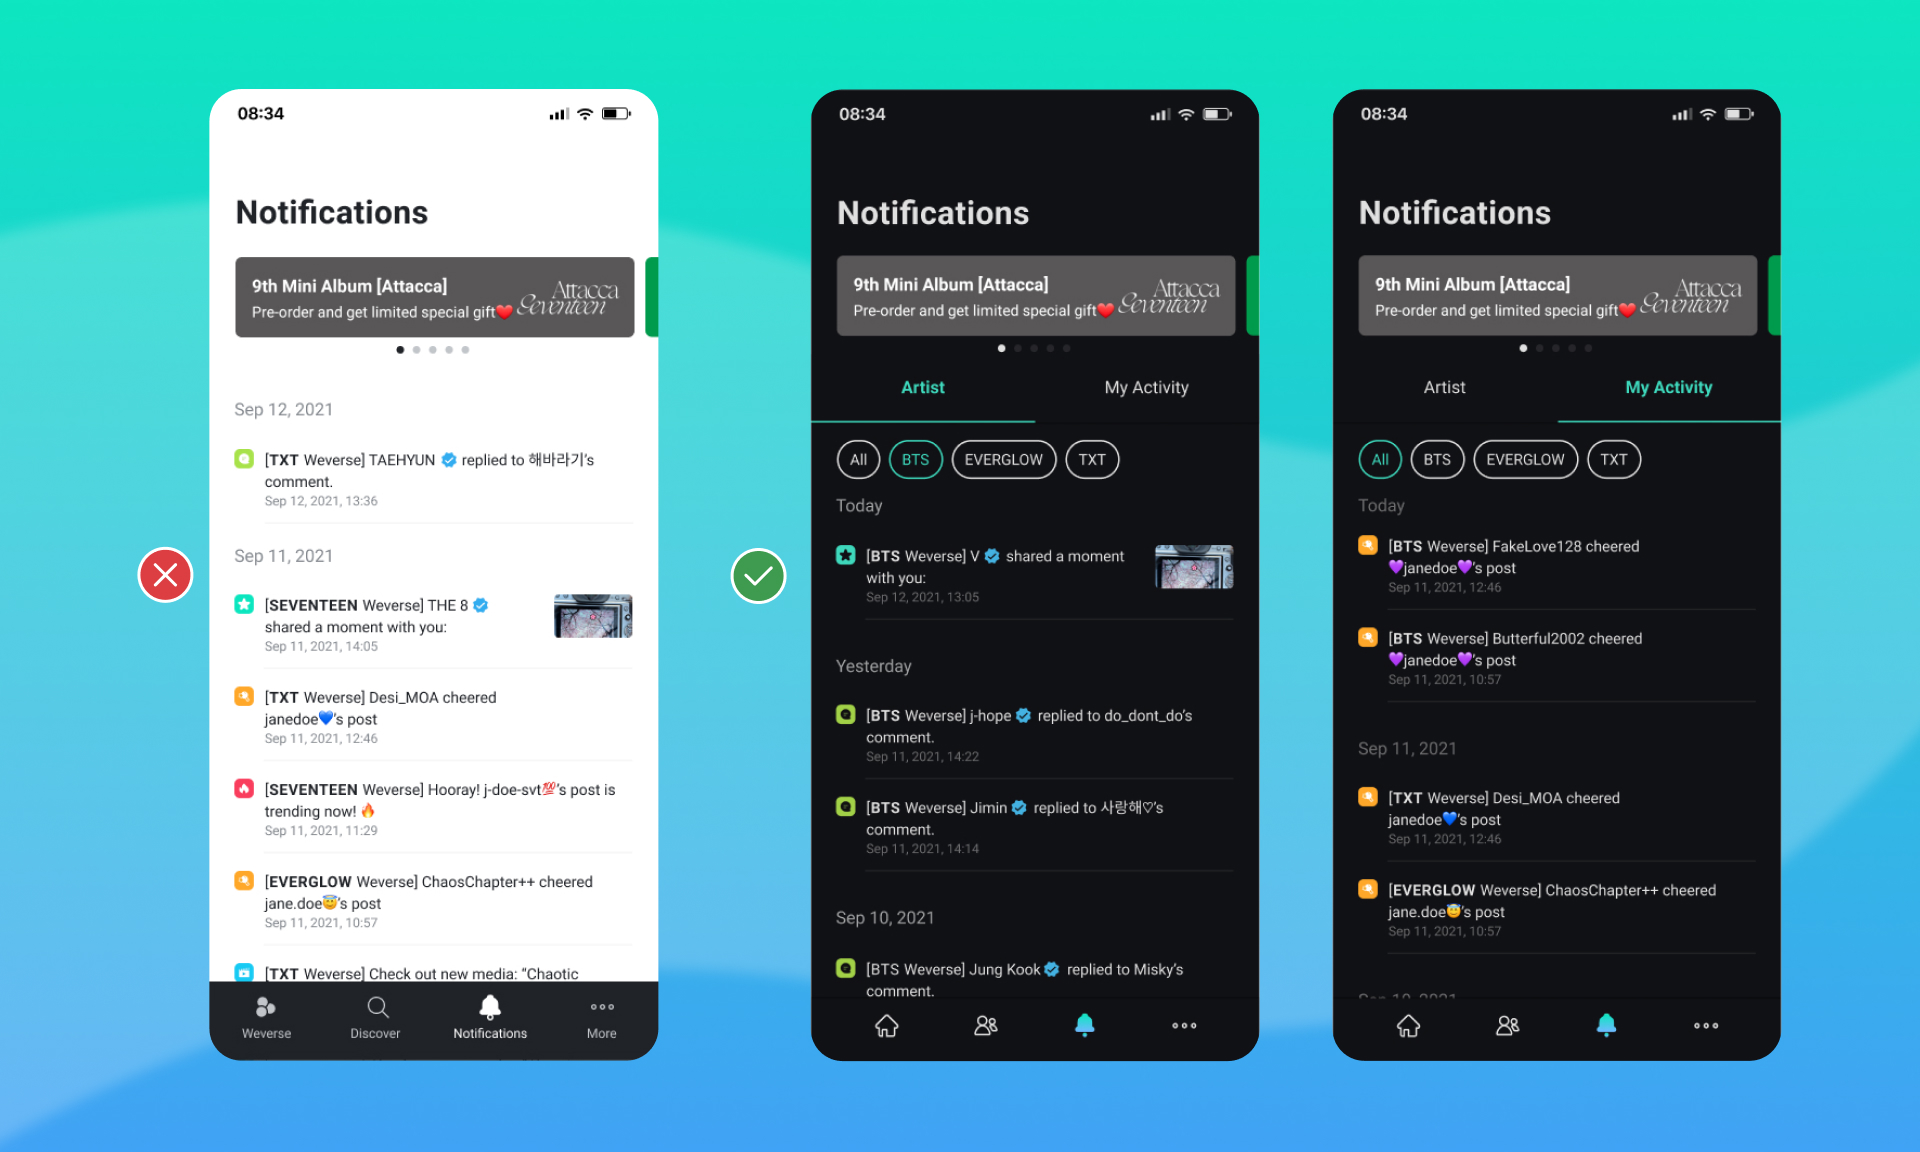 08:34
Notifications
9th Mini Album [Attacca]
Pre-order and get limited special gift❤️
Attacca
Seventeen
Sep 12, 2021
[TXT Weverse] TAEHYUN replied to 해바라기's
comment.
Sep 12, 2021, 13:36
Sep 11, 2021
[SEVENTEEN Weverse] THE 8
shared a moment with you:
Sep 11, 2021, 14:05
[TXT Weverse] Desi_MOA cheered
janedoe💙's post
Sep 11, 2021, 12:46
[SEVENTEEN Weverse] Hooray! j-doe-svt💯's post is
trending now! 🔥
Sep 11, 2021, 11:29
[EVERGLOW Weverse] ChaosChapter++ cheered
jane.doe😇's post
Sep 11, 2021, 10:57
[TXT Weverse] Check out new media: “Chaotic
Weverse
Discover
Notifications
More
08:34
Notifications
9th Mini Album [Attacca]
Pre-order and get limited special gift❤️
Attacca
Seventeen
Artist
My Activity
All
BTS
EVERGLOW
TXT
Today
[BTS Weverse] V shared a moment
with you:
Sep 12, 2021, 13:05
Yesterday
[BTS Weverse] j-hope replied to do_dont_do's
comment.
Sep 11, 2021, 14:22
[BTS Weverse] Jimin replied to 사랑해♡'s
comment.
Sep 11, 2021, 14:14
Sep 10, 2021
[BTS Weverse] Jung Kook replied to Misky's
comment.
08:34
Notifications
9th Mini Album [Attacca]
Pre-order and get limited special gift❤️
Attacca
Seventeen
Artist
My Activity
All
BTS
EVERGLOW
TXT
Today
[BTS Weverse] FakeLove128 cheered
💜janedoe💜's post
Sep 11, 2021, 12:46
[BTS Weverse] Butterful2002 cheered
💜janedoe💜's post
Sep 11, 2021, 10:57
Sep 11, 2021
[TXT Weverse] Desi_MOA cheered
janedoe💙's post
Sep 11, 2021, 12:46
[EVERGLOW Weverse] ChaosChapter++ cheered
jane.doe😇's post
Sep 11, 2021, 10:57